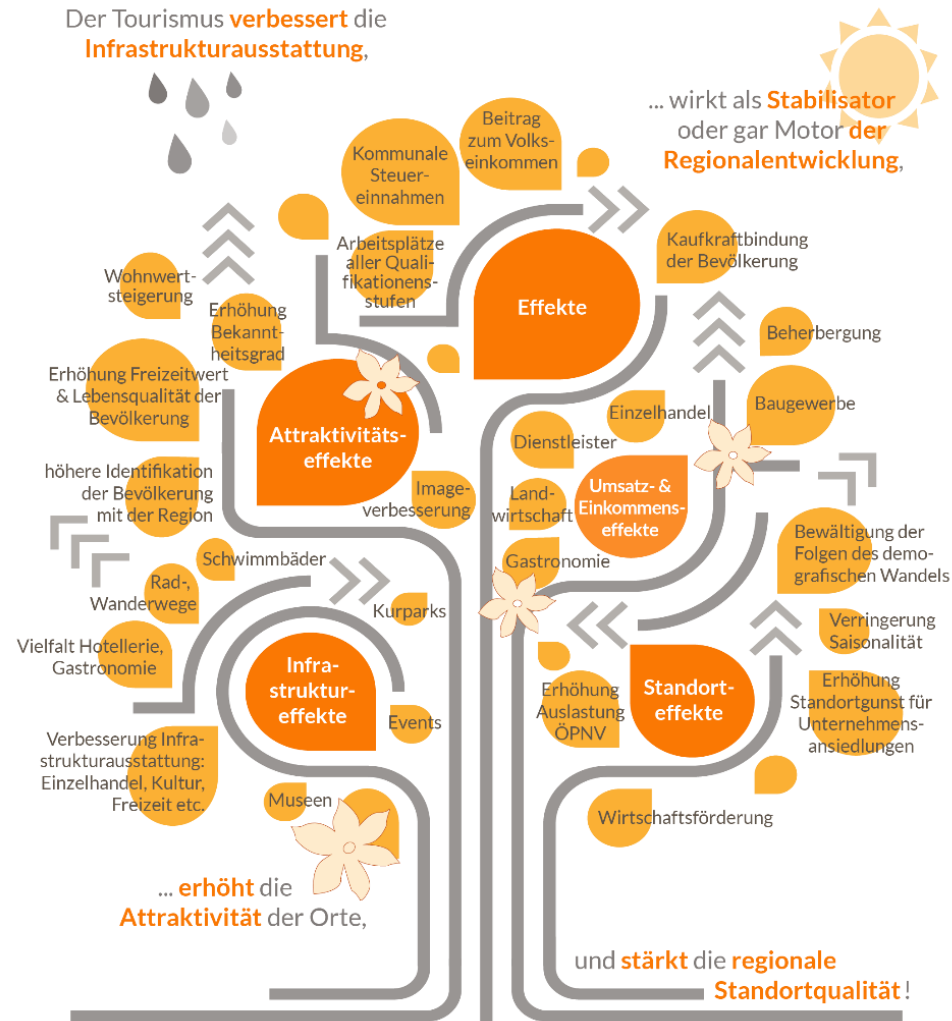 Der Tourismus verbessert die
Infrastrukturausstattung,
... wirkt als Stabilisator
oder gar Motor der
Regionalentwicklung,
Beitrag
zum Volks-
einkommen
Kommunale
Steuer-
einnahmen
Arbeitsplätze
aller Quali-
fikationens-
stufen
Effekte
Kaufkraftbindung
der Bevölkerung
Wohnwert-
steigerung
Erhöhung
Bekannt-
heitsgrad
Erhöhung Freizeitwert
& Lebensqualität der
Bevölkerung
Attraktivitäts-
effekte
höhere Identifikation
der Bevölkerung
mit der Region
Image-
verbesserung
Beherbergung
Baugewerbe
Einzelhandel
Dienstleister
Umsatz- &
Einkommens-
effekte
Land-
wirtschaft
Gastronomie
Bewältigung der
Folgen des demo-
grafischen Wandels
Schwimmbäder
Rad-,
Wanderwege
Kurparks
Vielfalt Hotellerie,
Gastronomie
Infra-
struktur-
effekte
Events
Verbesserung Infra-
strukturausstattung:
Einzelhandel, Kultur,
Freizeit etc.
Museen
Verringerung
Saisonalität
Erhöhung
Auslastung
ÖPNV
Standort-
effekte
Erhöhung
Standortgunst für
Unternehmens-
ansiedlungen
Wirtschaftsförderung
... erhöht die
Attraktivität der Orte,
und stärkt die regionale
Standortqualität!